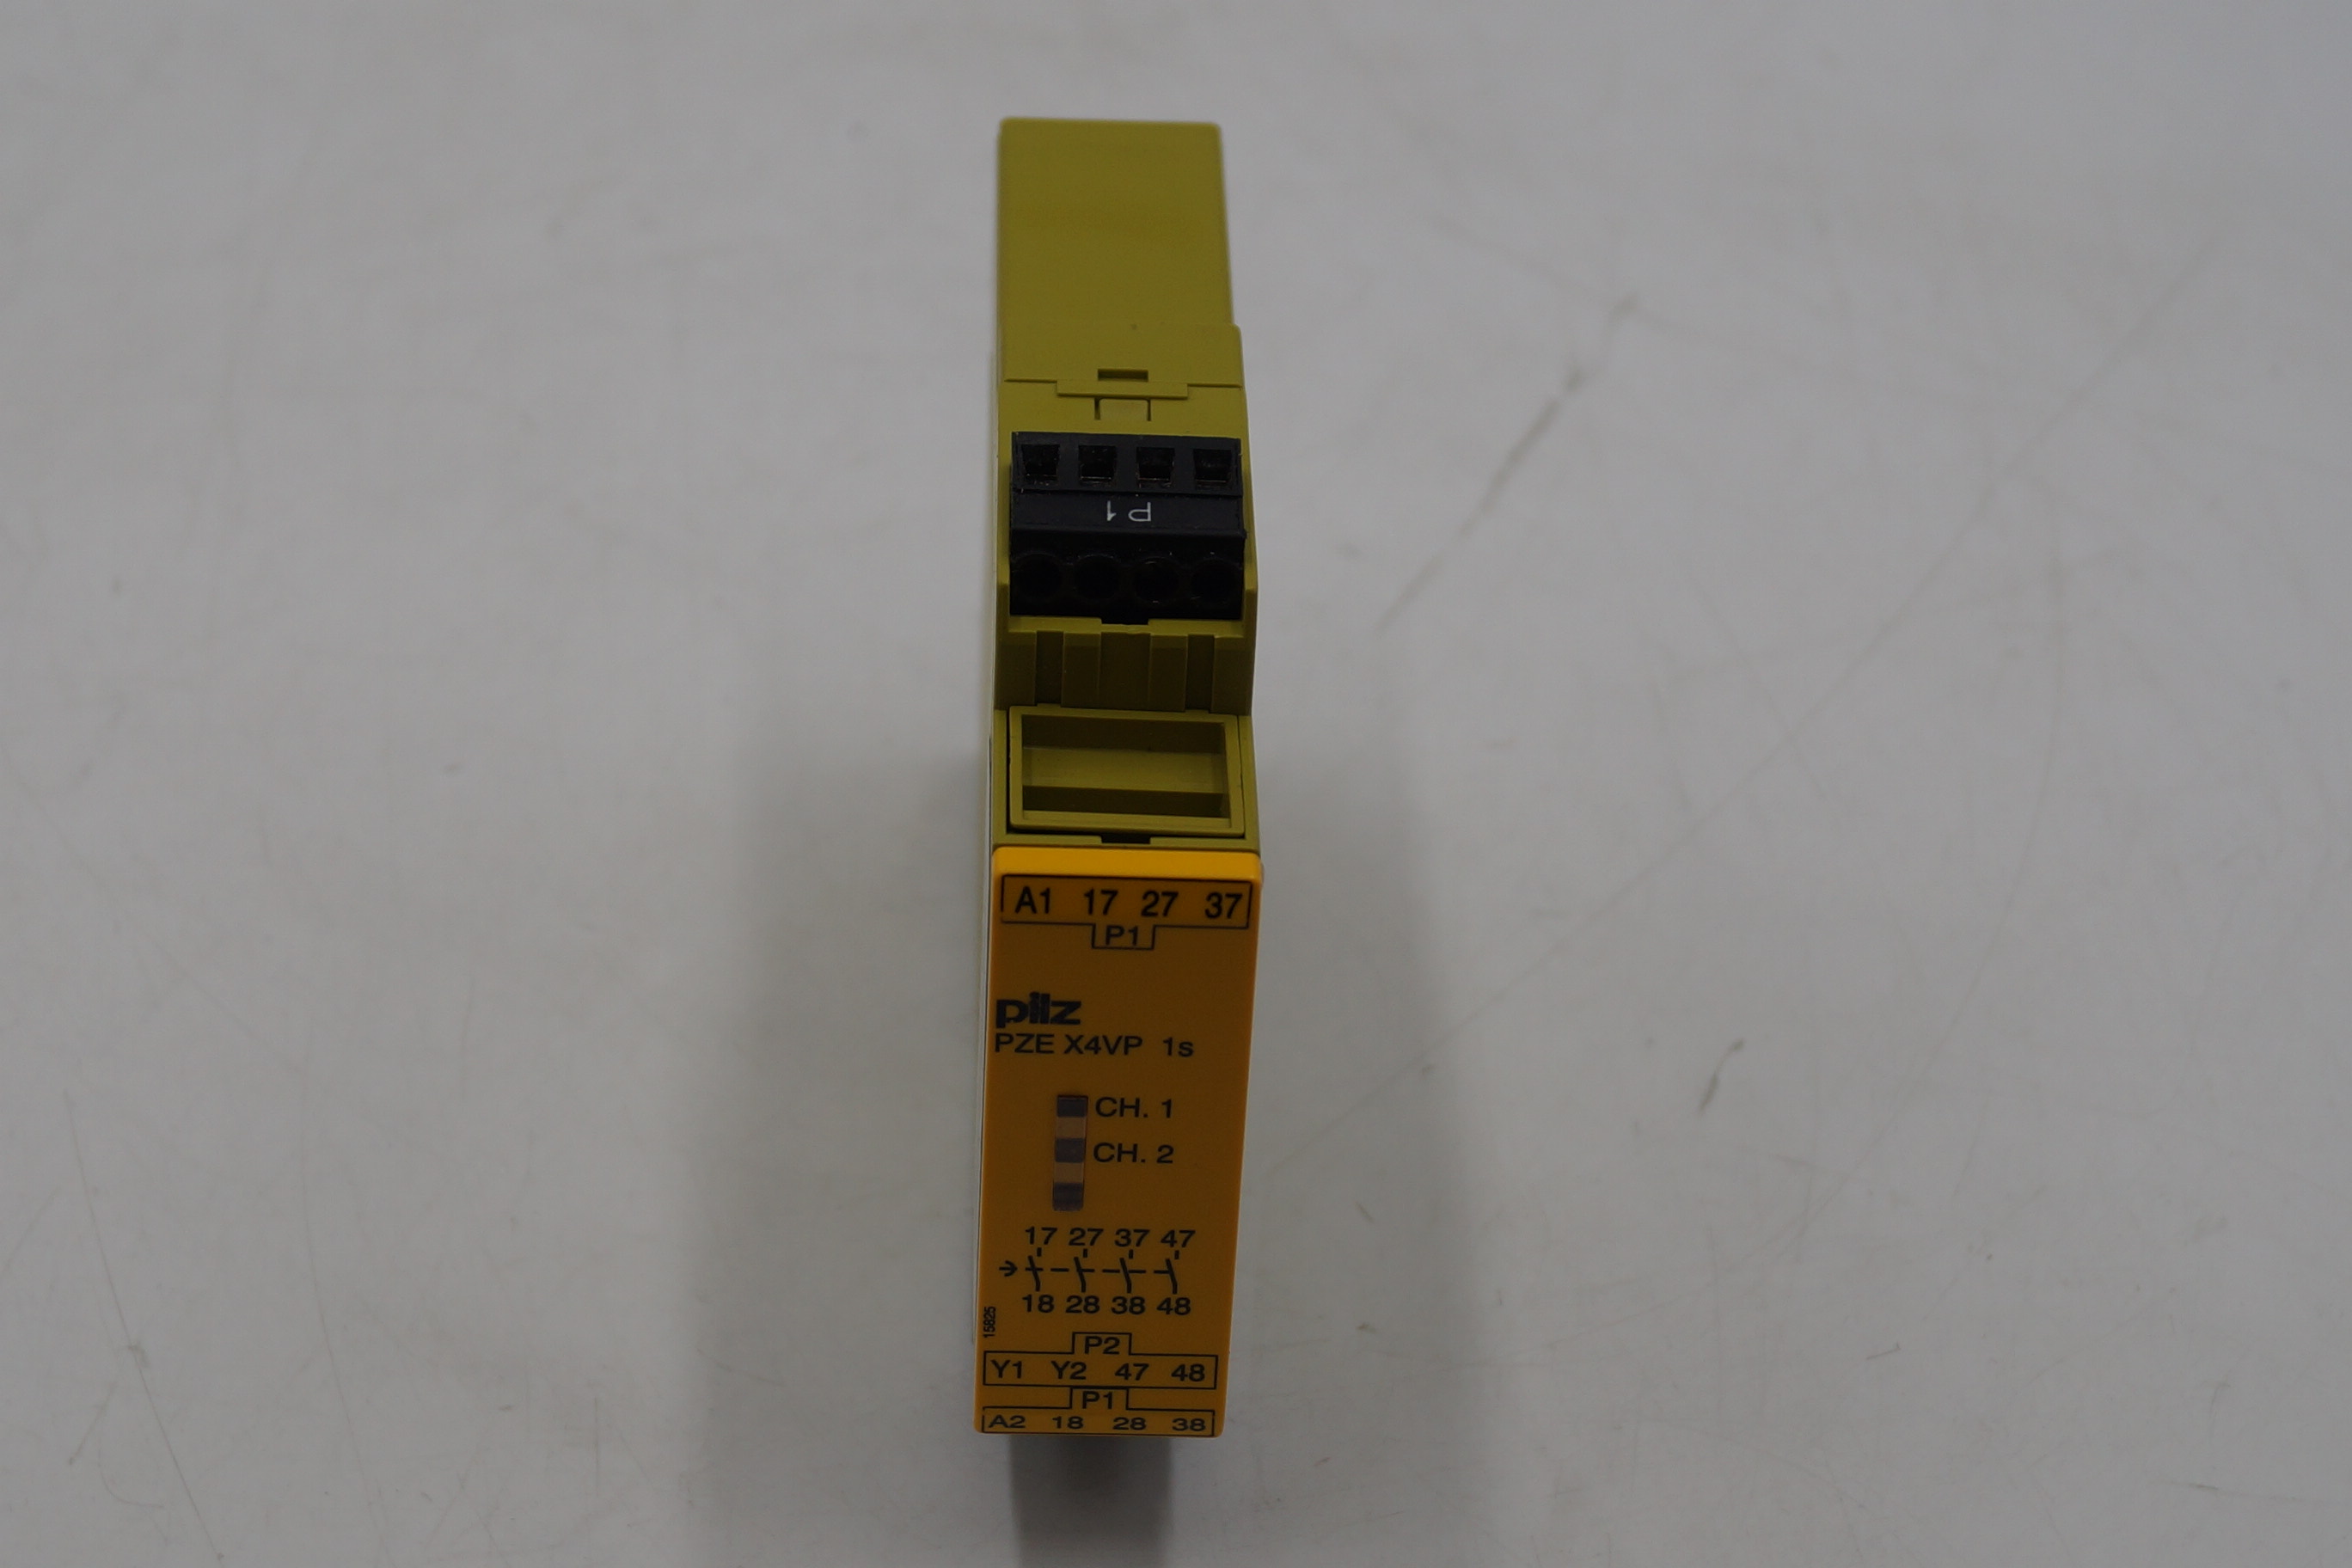 P1
A1 17 27 37
P1
pilz
PZE X4VP 1s
CH. 1
CH. 2
17 27 37 47
18 28 38 48
15825
P2
Y1 Y2 47 48
P1
A2 18 28 38